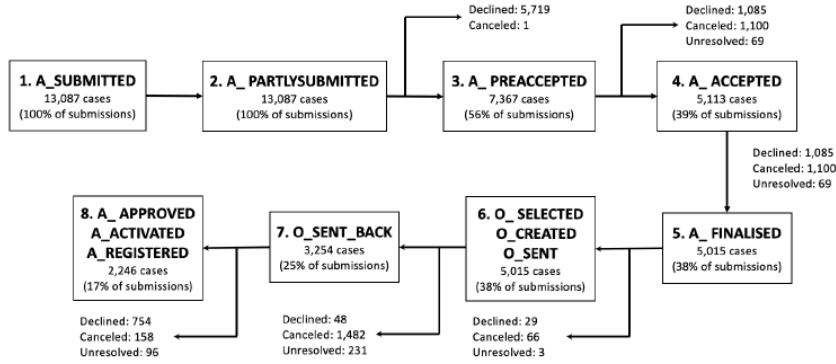 Declined: 5,719
Canceled: 1
Declined: 1,085
Canceled: 1,100
Unresolved: 69
1. A_SUBMITTED
13,087 cases
(100% of submissions)
2. A_ PARTLYSUBMITTED
13,087 cases
(100% of submissions)
3. A_ PREACCEPTED
7,367 cases
(56% of submissions)
4. A_ ACCEPTED
5,113 cases
(39% of submissions)
Declined: 1,085
Canceled: 1,100
Unresolved: 69
8. A_ APPROVED
A_ACTIVATED
A_REGISTERED
2,246 cases
(17% of submissions)
7. O_SENT_BACK
3,254 cases
(25% of submissions)
6. O_ SELECTED
O_CREATED
O_SENT
5,015 cases
(38% of submissions)
5. A_ FINALISED
5,015 cases
(38% of submissions)
Declined: 754
Canceled: 158
Unresolved: 96
Declined: 48
Canceled: 1,482
Unresolved: 231
Declined: 29
Canceled: 66
Unresolved: 3